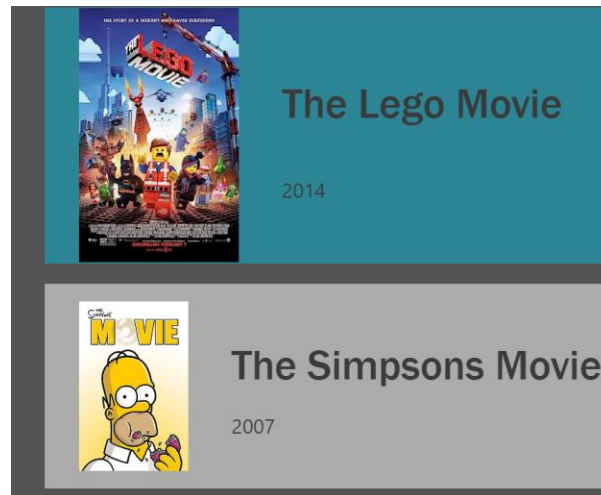 THE STORY OF A NOBODY WHO SAVED EVERYBODY
THE
LEGO
MOVIE
The Lego Movie
2014
THE
SIMPSONS
MOVIE
The Simpsons Movie
2007